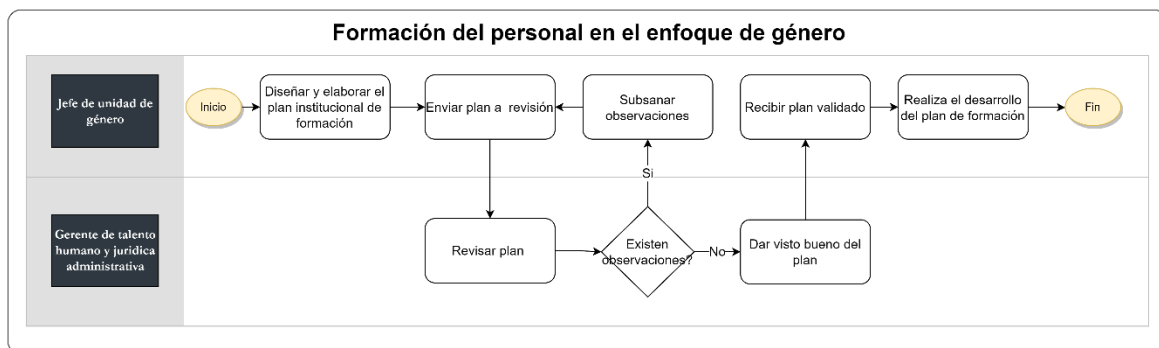 Formación del personal en el enfoque de género
Jefe de unidad de
género
Inicio
Diseñar y elaborar el
plan institucional de
formación
Enviar plan a revisión
Subsanar
observaciones
Recibir plan validado
Realiza el desarrollo
del plan de formación
Fin
Si
Gerente de talento
humano y juridica
administrativa
Revisar plan
Existen
observaciones?
No
Dar visto bueno del
plan